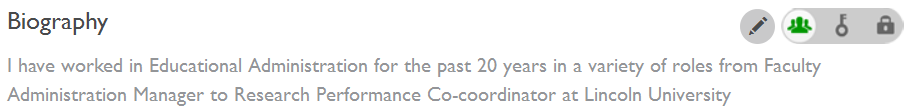 Biography
I have worked in Educational Administration for the past 20 years in a variety of roles from Faculty
Administration Manager to Research Performance Co-coordinator at Lincoln University